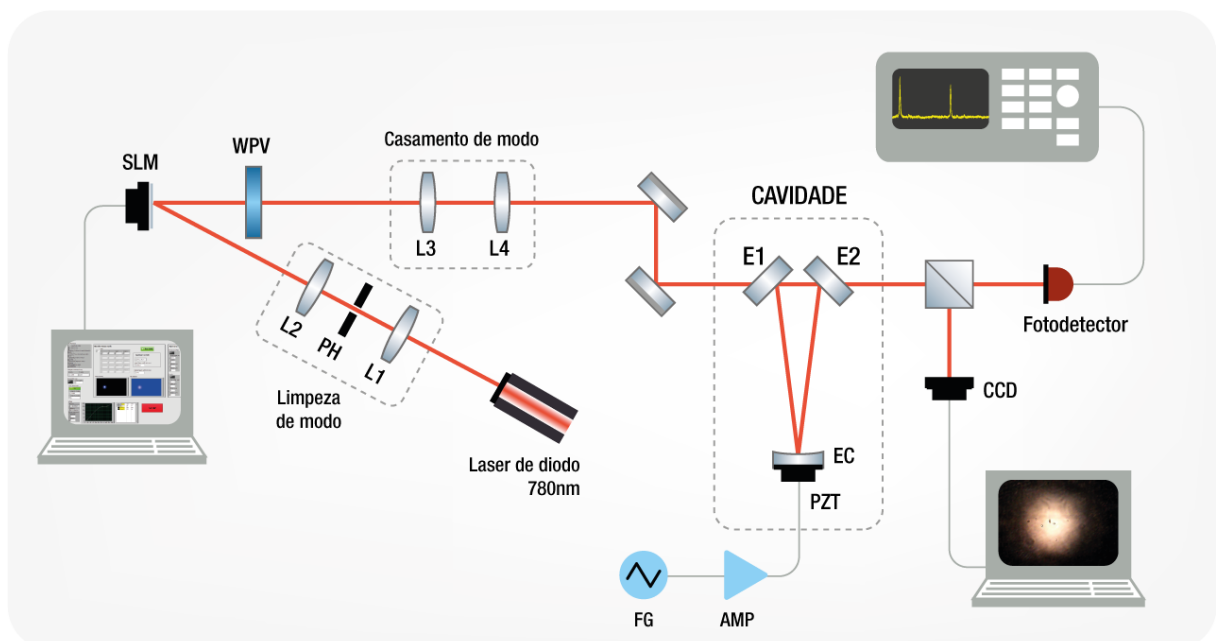 SLM
WPV
Casamento de modo
L3
L4
L2
PH
L1
Limpeza
de modo
Laser de diodo
780nm
CAVIDADE
E1
E2
EC
PZT
FG
AMP
Fotodetector
CCD